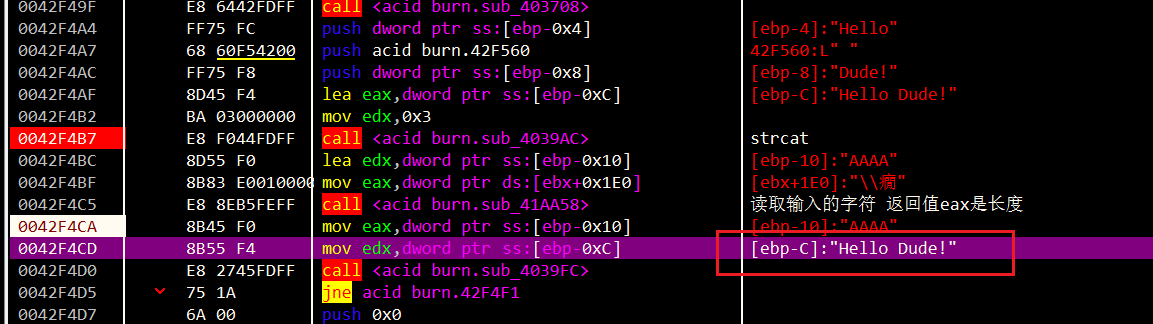 0042F49F E8 6442FDFF call <acid burn.sub_403708>
0042F4A4 FF75 FC push dword ptr ss:[ebp-0x4] [ebp-4]:"Hello"
0042F4A7 68 60F54200 push acid burn.42F560 42F560:L" "
0042F4AC FF75 F8 push dword ptr ss:[ebp-0x8] [ebp-8]:"Dude!"
0042F4AF 8D45 F4 lea eax,dword ptr ss:[ebp-0xC] [ebp-C]:"Hello Dude!"
0042F4B2 BA 03000000 mov edx,0x3
0042F4B7 E8 F044FDFF call <acid burn.sub_4039AC> strcat
0042F4BC 8D55 F0 lea edx,dword ptr ss:[ebp-0x10] [ebp-10]:"AAAA"
0042F4BF 8B83 E0010000 mov eax,dword ptr ds:[ebx+0x1E0] [ebx+1E0]:"\\癎"
0042F4C5 E8 8EB5FEFF call <acid burn.sub_41AA58> 读取输入的字符 返回值eax是长度
0042F4CA 8B45 F0 mov eax,dword ptr ss:[ebp-0x10] [ebp-10]:"AAAA"
0042F4CD 8B55 F4 mov edx,dword ptr ss:[ebp-0xC] [ebp-C]:"Hello Dude!"
0042F4D0 E8 2745FDFF call <acid burn.sub_4039FC>
0042F4D5 75 1A jne acid burn.42F4F1
0042F4D7 6A 00 push 0x0